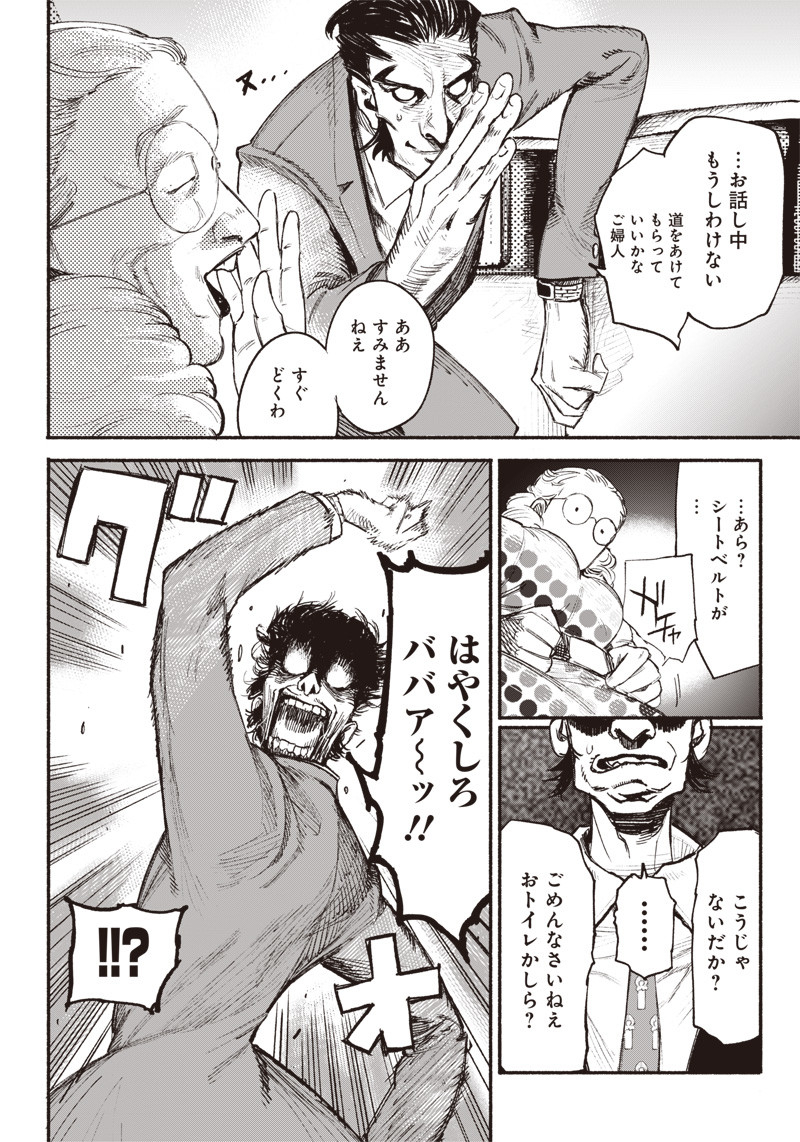 …お話し中
もうしわけない
道をあけて
もらって
いいかな
ご婦人
ヌ…
ああ
すみません
ねえ
すぐ
どくわ
…あら?
シートベルトが
…
ガチャ
こうじゃ
ないだか?
……
ごめんなさいねえ
おトイレかしら?
はやくしろ
ババア〜ッ!!
グオ
!!?